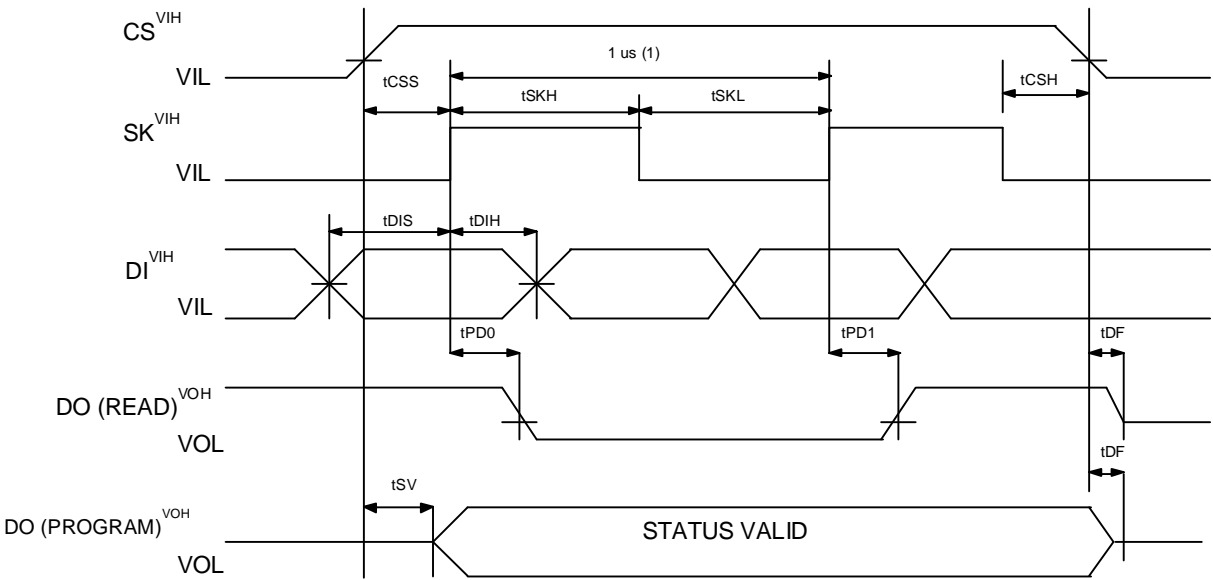 CS VIH
1 us (1)
VIL
tCSS
tCSH
tSKH
tSKL
SK VIH
VIL
tDIS
tDIH
DI VIH
VIL
tPD0
tPD1
tDF
DO (READ) VOH
VOL
tDF
tSV
DO (PROGRAM) VOH
STATUS VALID
VOL